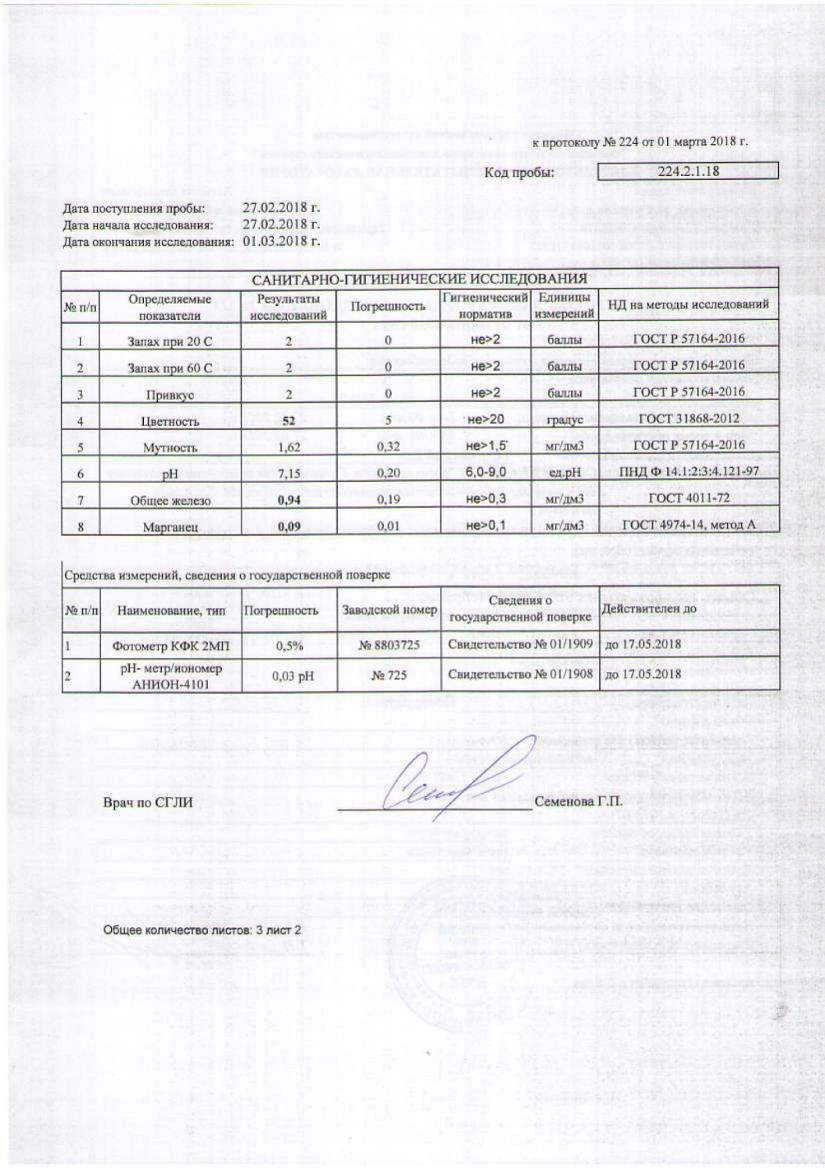 к протоколу № 224 от 01 марта 2018 г.
Код пробы: 224.2.1.18
Дата поступления пробы: 27.02.2018 г.
Дата начала исследования: 27.02.2018 г.
Дата окончания исследования: 01.03.2018 г.
САНИТАРНО-ГИГИЕНИЧЕСКИЕ ИССЛЕДОВАНИЯ
№ п/п Определяемые показатели Результаты исследований Погрешность Гигиенический норматив Единицы измерений НД на методы исследований
1 Запах при 20 С 2 0 не>2 баллы ГОСТ Р 57164-2016
2 Запах при 60 С 2 0 не>2 баллы ГОСТ Р 57164-2016
3 Привкус 2 0 не>2 баллы ГОСТ Р 57164-2016
4 Цветность 52 5 не>20 градус ГОСТ 31868-2012
5 Мутность 1,62 0,32 не>1,5 мг/дм3 ГОСТ Р 57164-2016
6 pH 7,15 0,20 6,0-9,0 ед.pH ПНД Ф 14.1:2:3:4.121-97
7 Общее железо 0,94 0,19 не>0,3 мг/дм3 ГОСТ 4011-72
8 Марганец 0,09 0,01 не>0,1 мг/дм3 ГОСТ 4974-14, метод А
Средства измерений, сведения о государственной поверке
№ п/п Наименование, тип Погрешность Заводской номер Сведения о государственной поверке Действителен до
1 Фотометр КФК 2МП 0,5% № 8803725 Свидетельство № 01/1909 до 17.05.2018
2 pH- метр/иономер АНИОН-4101 0,03 pH № 725 Свидетельство № 01/1908 до 17.05.2018
Врач по СГЛИ Семенова Г.П.
Общее количество листов: 3 лист 2